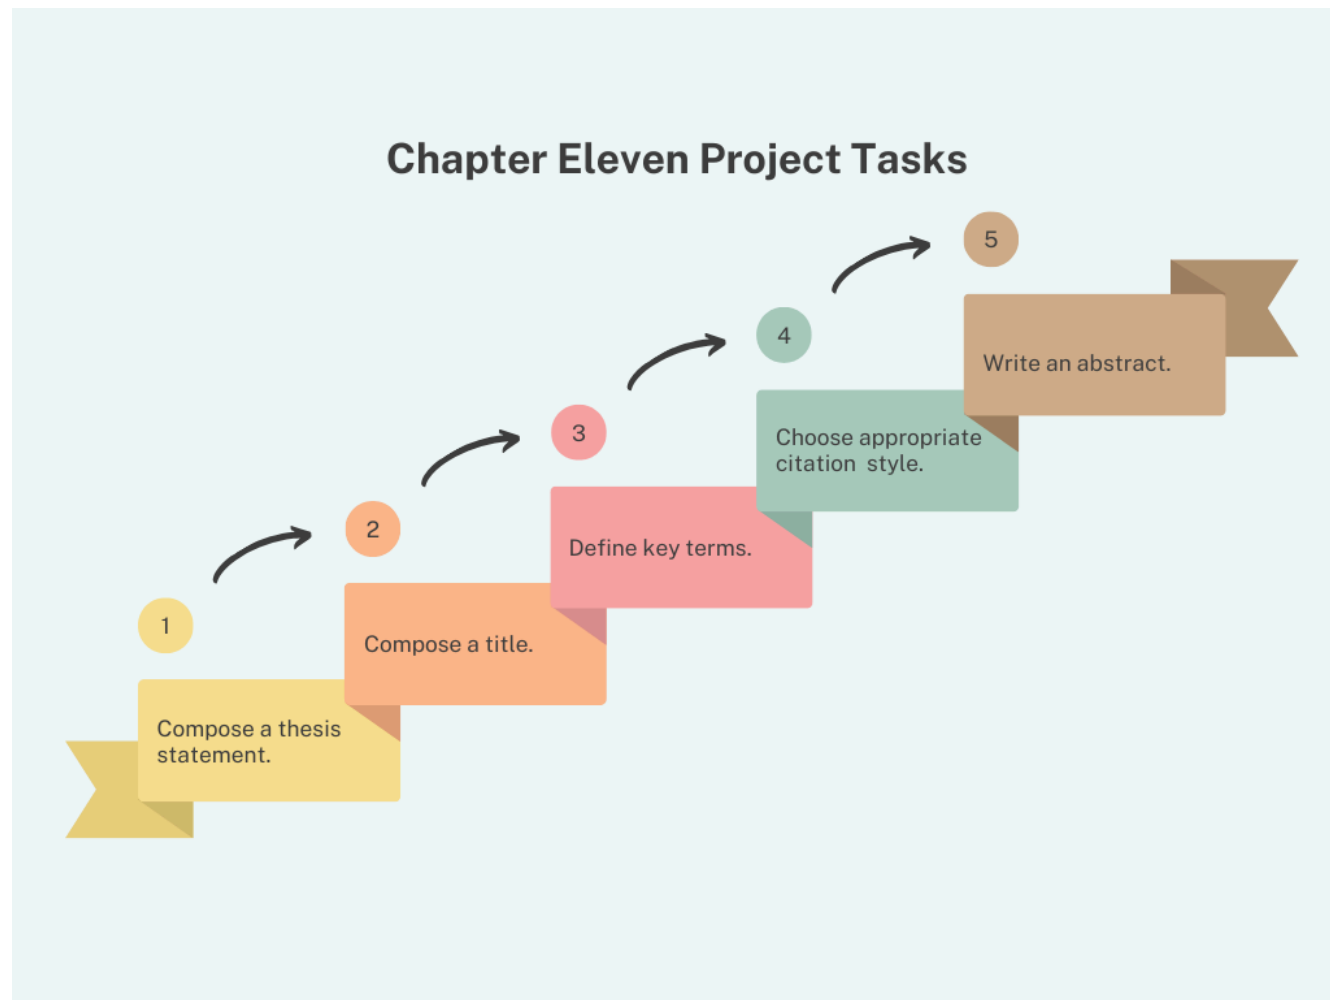 Chapter Eleven Project Tasks
1
Compose a thesis
statement.
2
Compose a title.
3
Define key terms.
4
Choose appropriate
citation  style.
5
Write an abstract.